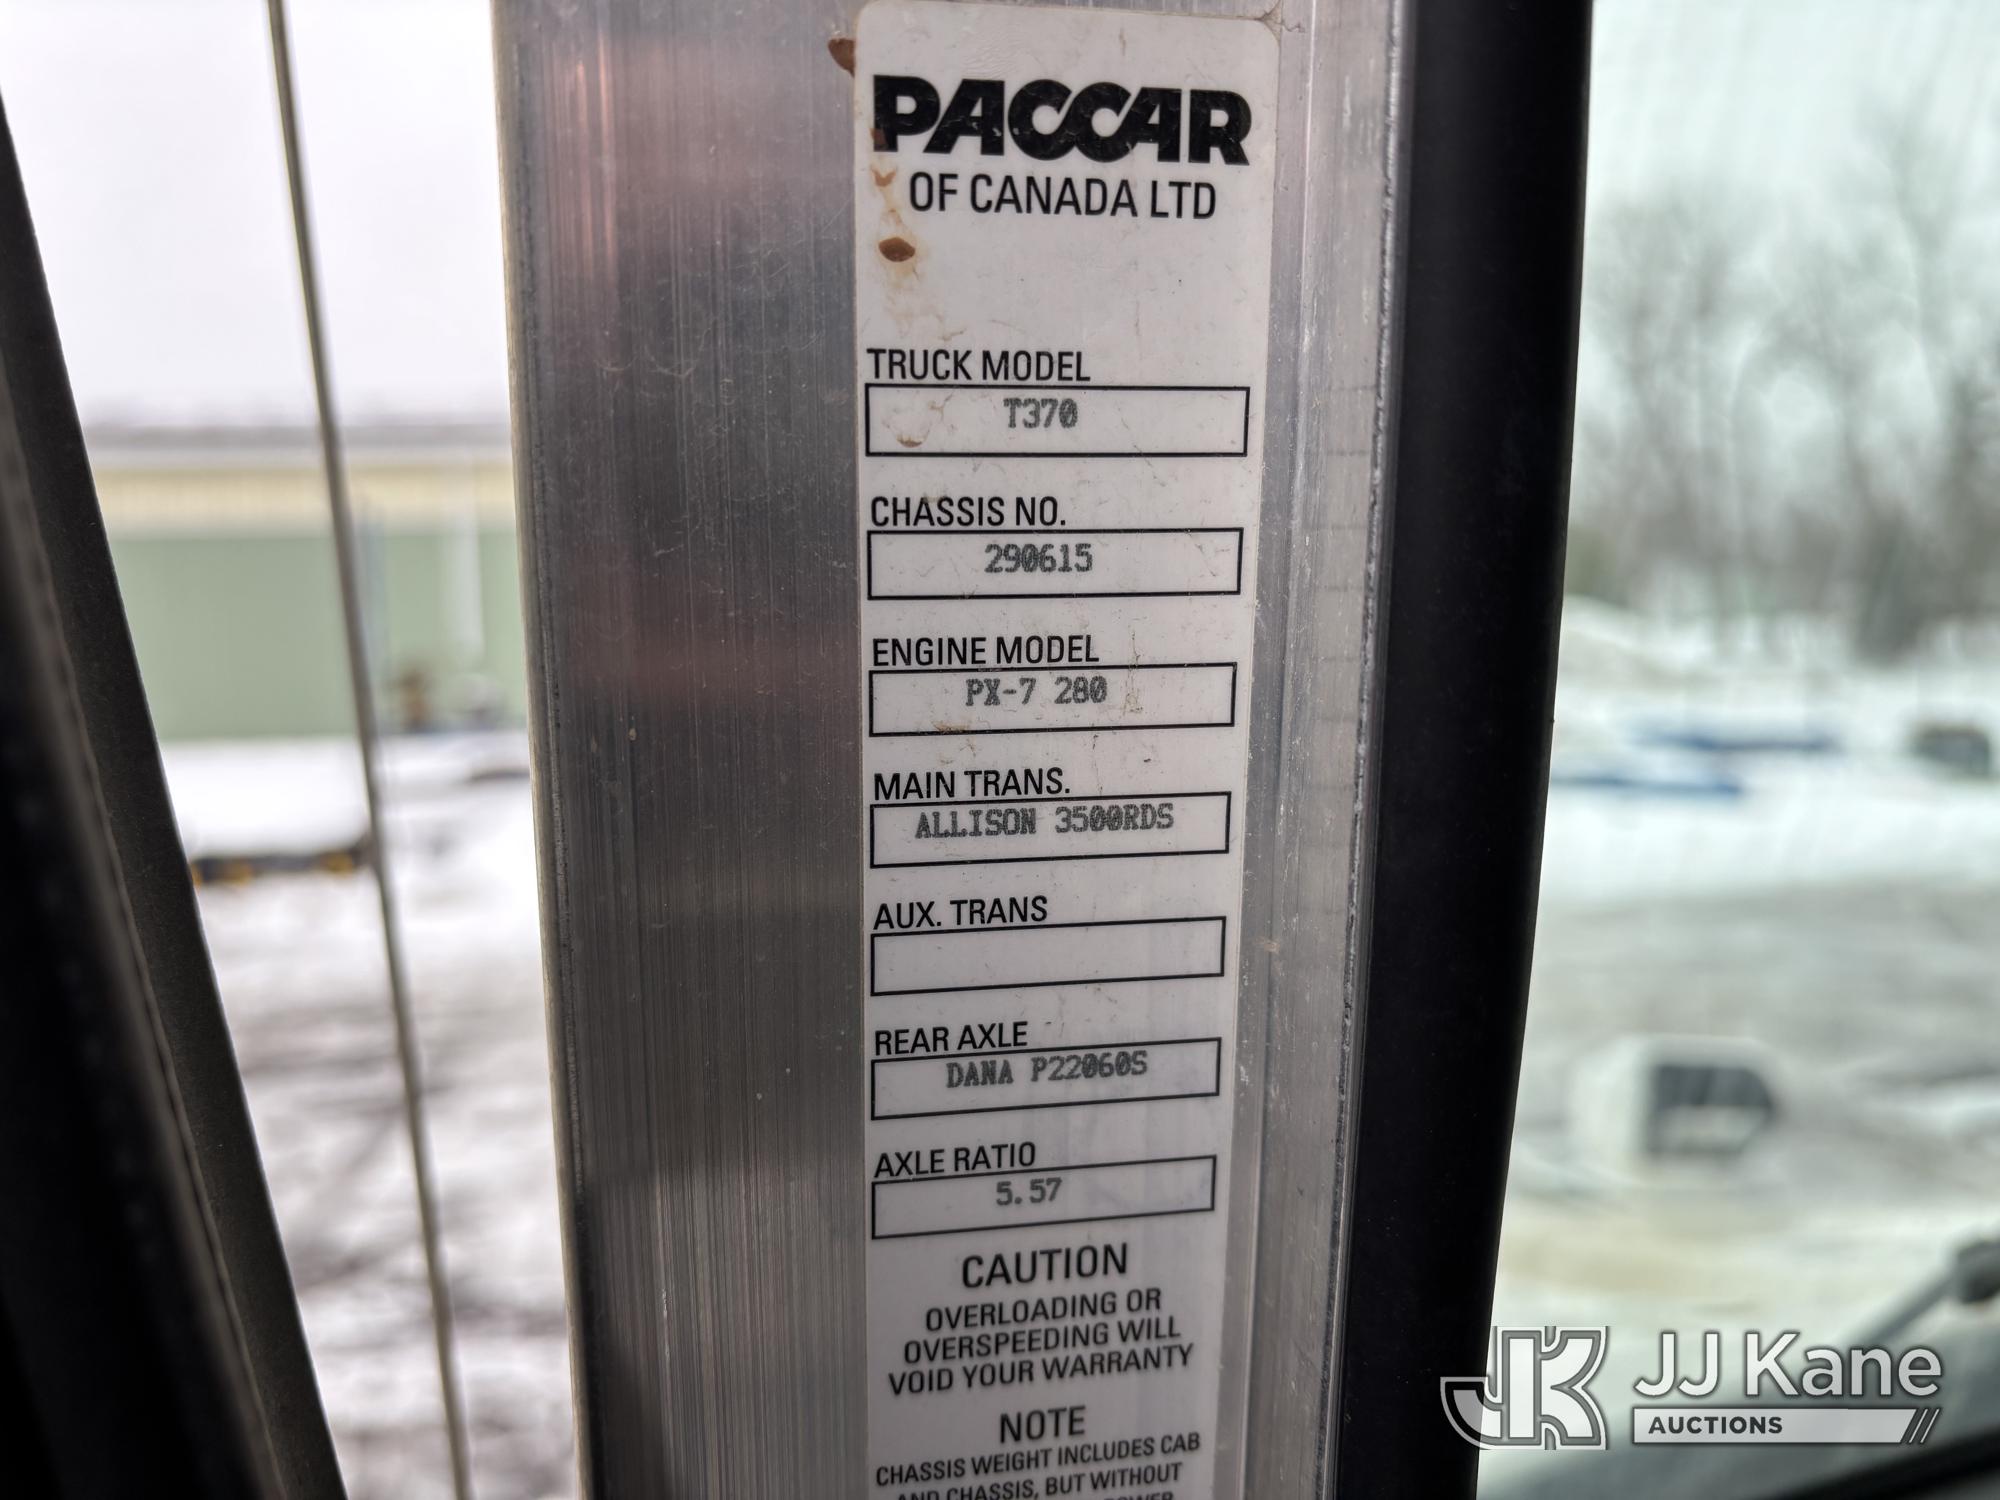 PACCAR
OF CANADA LTD
TRUCK MODEL
T370
CHASSIS NO.
290615
ENGINE MODEL
PX-7 280
MAIN TRANS.
ALLISON 3500RDS
AUX. TRANS
REAR AXLE
DANA P22060S
AXLE RATIO
5.57
CAUTION
OVERLOADING OR
OVERSPEEDING WILL
VOID YOUR WARRANTY
NOTE
CHASSIS WEIGHT INCLUDES CAB
AND CHASSIS, BUT WITHOUT
JK
JJ Kane
AUCTIONS